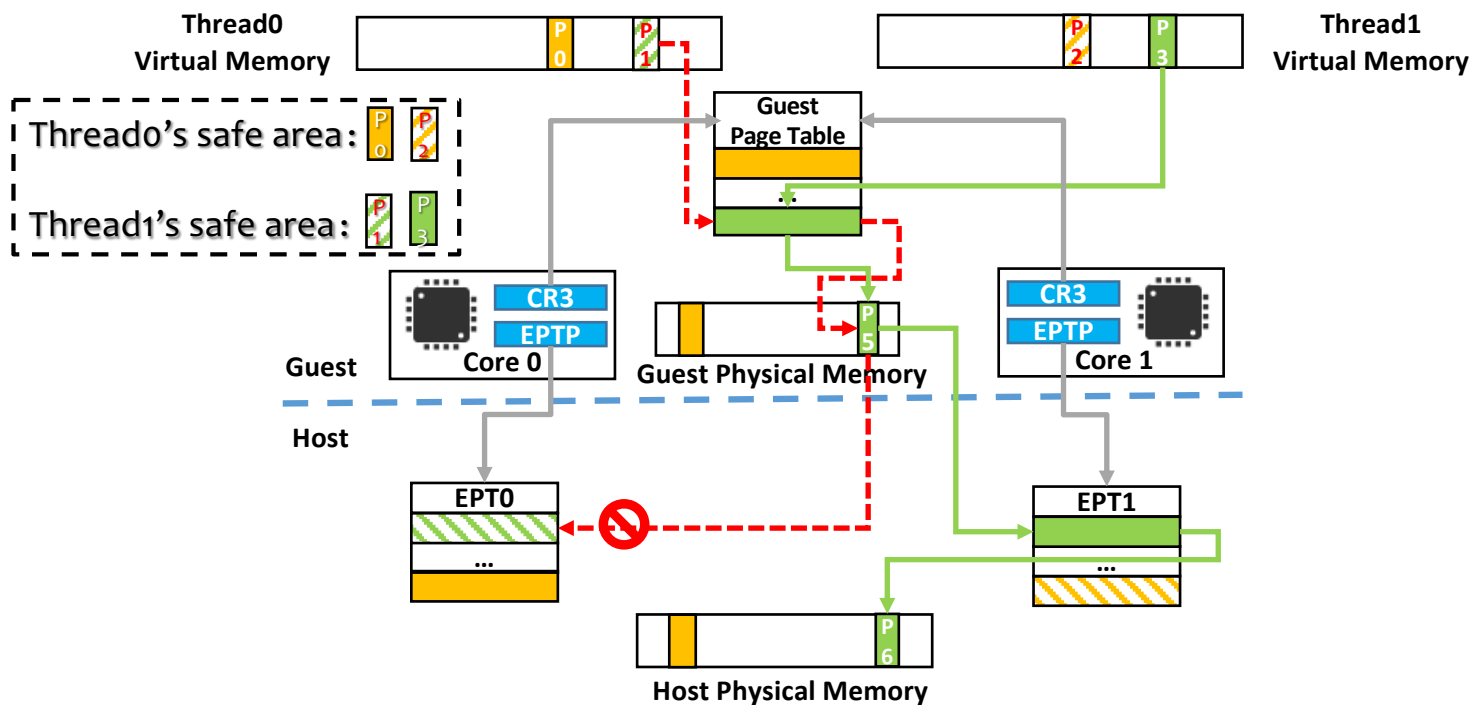 Thread0
Virtual Memory
P
0
P
1
P
2
P
3
Thread1
Virtual Memory
Thread0's safe area:
P
0
P
2
Thread1's safe area:
P
1
P
3
Guest
Page Table
...
CR3
EPTP
Core 0
P
5
Guest Physical Memory
CR3
EPTP
Core 1
Guest
Host
EPT0
...
EPT1
...
P
6
Host Physical Memory